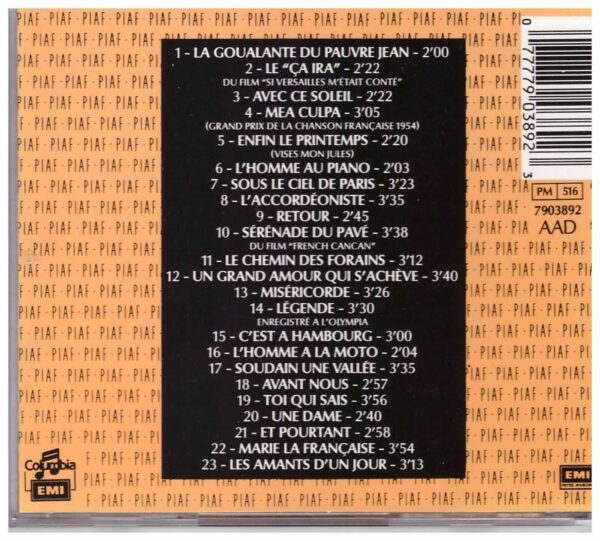 1 - LA GOUALANTE DU PAUVRE JEAN - 2'00
2 - LE "ÇA IRA" - 2'22
DU FILM "SI VERSAILLES M'ÉTAIT CONTÉ"
3 - AVEC CE SOLEIL - 2'22
4 - MEA CULPA - 3'05
(GRAND PRIX DE LA CHANSON FRANÇAISE 1954)
5 - ENFIN LE PRINTEMPS - 2'20
(VISES MON JULES)
6 - L'HOMME AU PIANO - 2'03
7 - SOUS LE CIEL DE PARIS - 3'23
8 - L'ACCORDÉONISTE - 3'35
9 - RETOUR - 2'45
10 - SÉRÉNADE DU PAVÉ - 3'38
DU FILM "FRENCH CANCAN"
11 - LE CHEMIN DES FORAINS - 3'12
12 - UN GRAND AMOUR QUI S'ACHÈVE - 3'40
13 - MISÉRICORDE - 3'26
14 - LÉGENDE - 3'30
ENREGISTRÉ A L'OLYMPIA
15 - C'EST A HAMBOURG - 3'00
16 - L'HOMME A LA MOTO - 2'04
17 - SOUDAIN UNE VALLÉE - 3'35
18 - AVANT NOUS - 2'57
19 - TOI QUI SAIS - 3'56
20 - UNE DAME - 2'40
21 - ET POURTANT - 2'58
22 - MARIE LA FRANÇAISE - 3'54
23 - LES AMANTS D'UN JOUR - 3'13
0 77779 03892 3
PM 516
7903892
AAD
Columbia
EMI
EMI
PIAF · PIAF · PIAF · PIAF